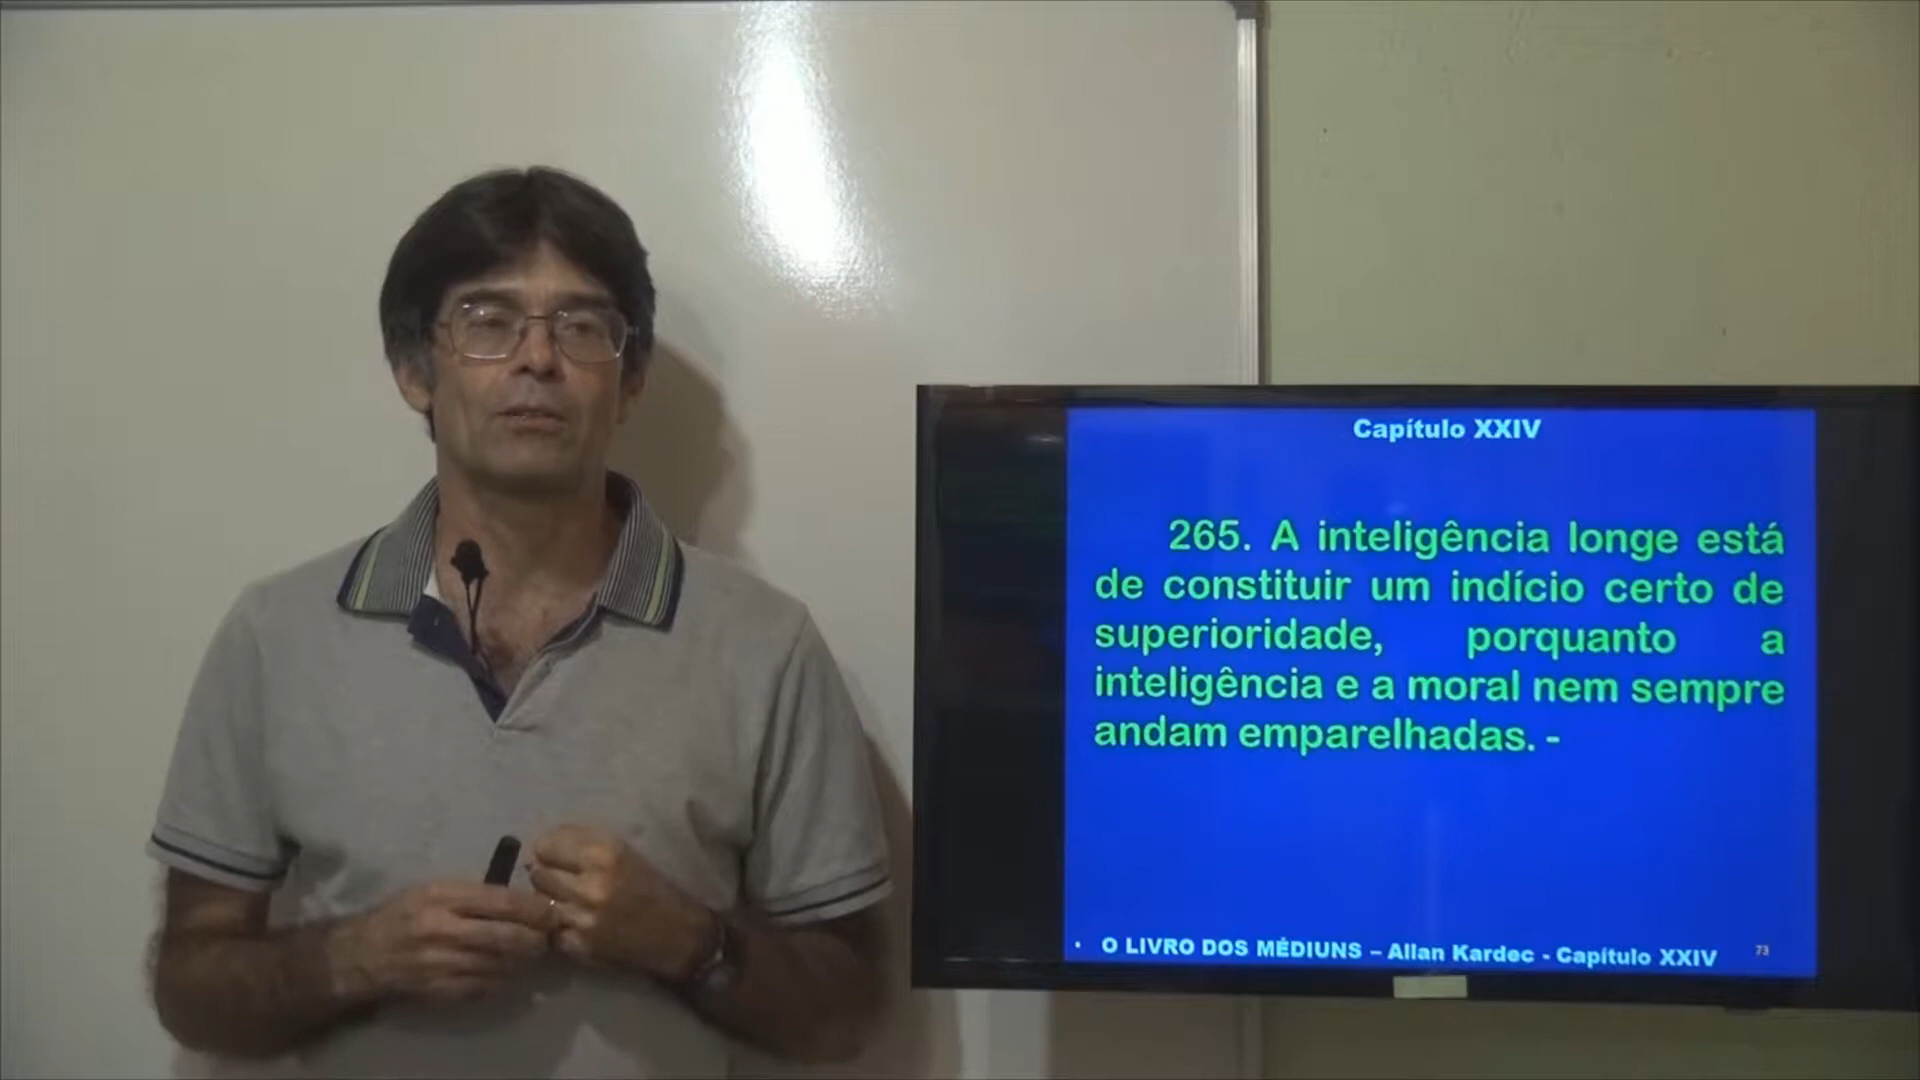 Capítulo XXIV
265. A inteligência longe está
de constituir um indício certo de
superioridade, porquanto a
inteligência e a moral nem sempre
andam emparelhadas. -
• O LIVRO DOS MÉDIUNS – Allan Kardec - Capítulo XXIV 73